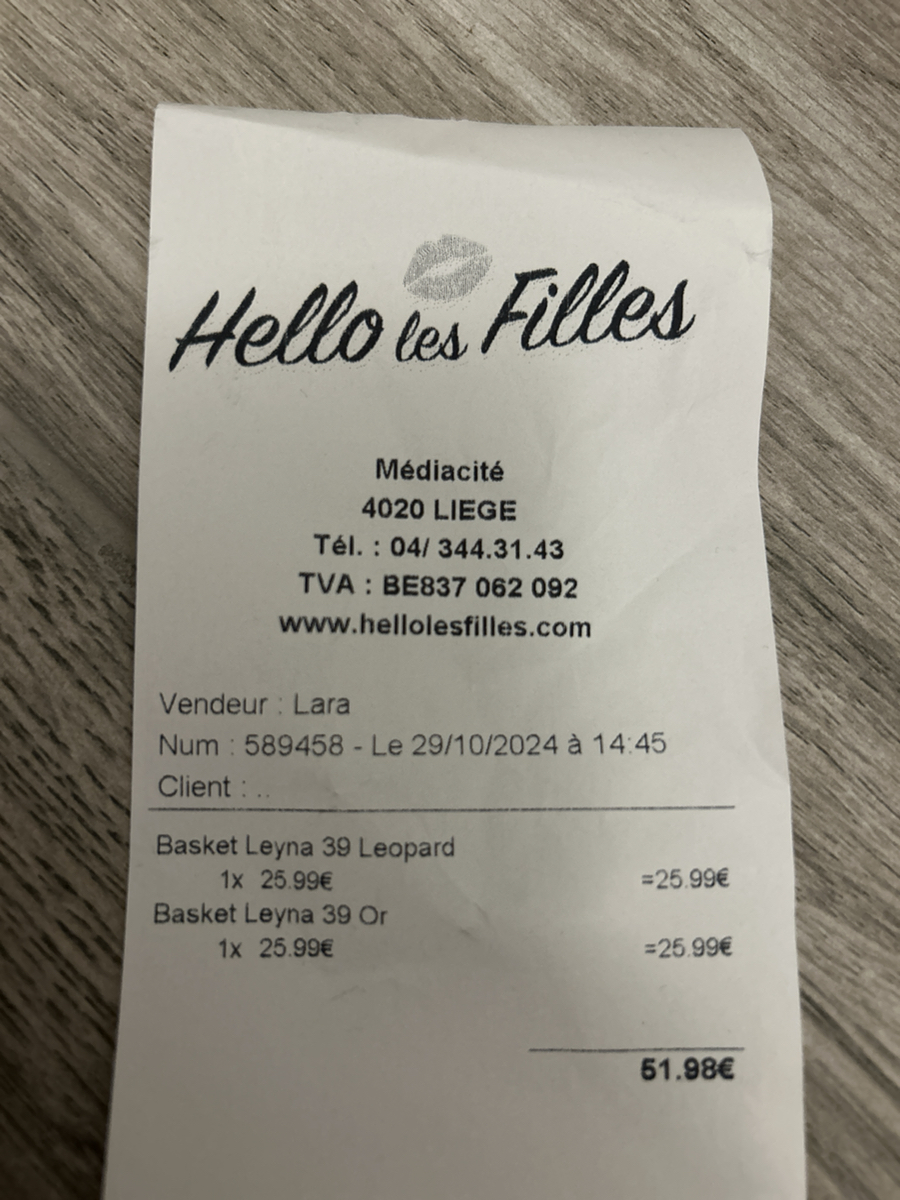 Hello les Filles
Médiacité
4020 LIEGE
Tél. : 04/ 344.31.43
TVA : BE837 062 092
www.hellolesfilles.com
Vendeur : Lara
Num : 589458 - Le 29/10/2024 à 14:45
Client : ..
Basket Leyna 39 Leopard
1x 25.99€ =25.99€
Basket Leyna 39 Or
1x 25.99€ =25.99€
51.98€